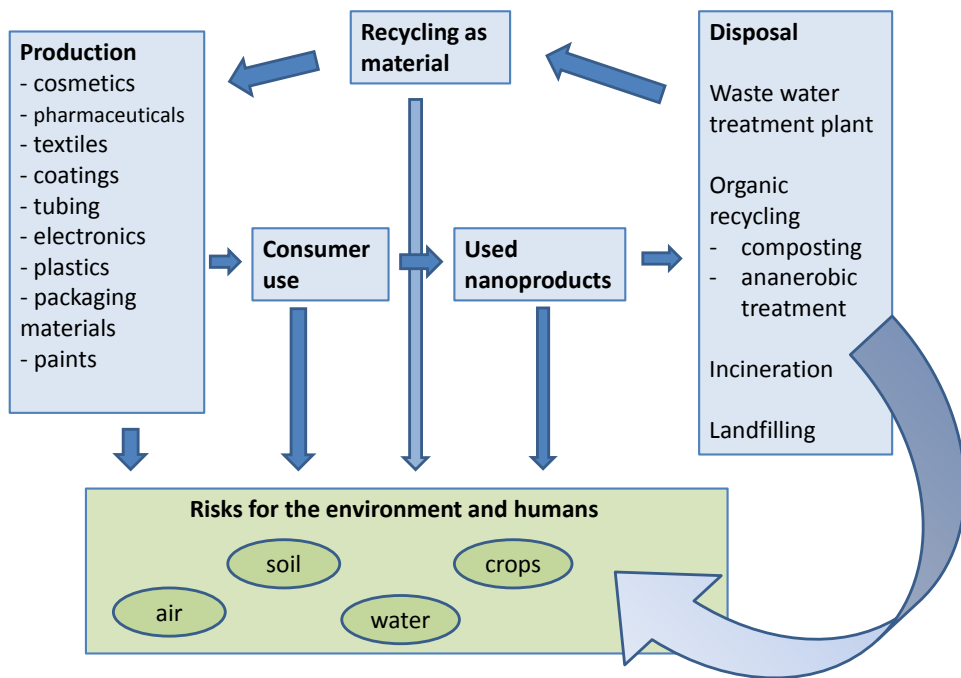 Production
- cosmetics
- pharmaceuticals
- textiles
- coatings
- tubing
- electronics
- plastics
- packaging
materials
- paints
Recycling as
material
Disposal
Waste water
treatment plant
Organic
recycling
- composting
- ananerobic
treatment
Incineration
Landfilling
Consumer
use
Used
nanoproducts
Risks for the environment and humans
soil
crops
air
water